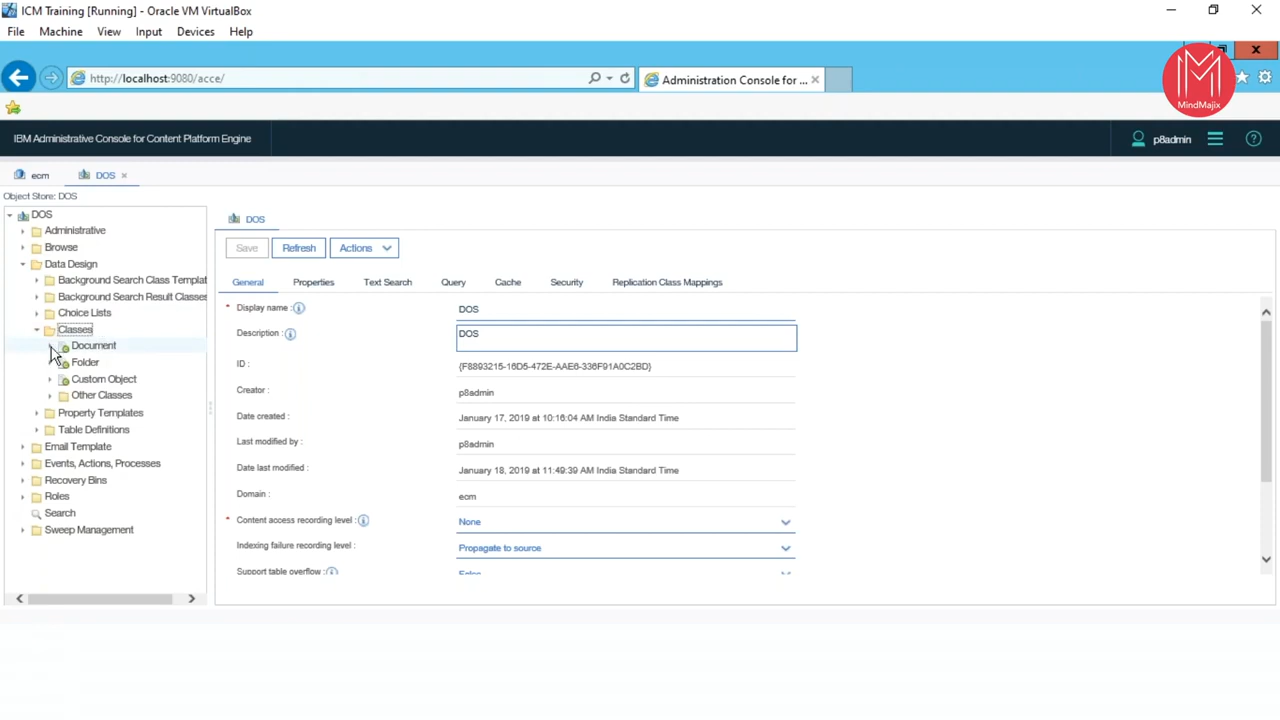 ICM Training [Running] - Oracle VM VirtualBox
File Machine View Input Devices Help
http://localhost:9080/acce/
Administration Console for ...
MindMajix
IBM Administrative Console for Content Platform Engine
p8admin
ecm
DOS
Object Store: DOS
DOS
Administrative
Browse
Data Design
Background Search Class Templat
Background Search Result Classes
Choice Lists
Classes
Document
Folder
Custom Object
Other Classes
Property Templates
Table Definitions
Email Template
Events, Actions, Processes
Recovery Bins
Roles
Search
Sweep Management
DOS
Save Refresh Actions
General Properties Text Search Query Cache Security Replication Class Mappings
* Display name : DOS
Description : DOS
ID : {F8893215-16D5-472E-AAE6-336F91A0C2BD}
Creator : p8admin
Date created : January 17, 2019 at 10:16:04 AM India Standard Time
Last modified by : p8admin
Date last modified : January 18, 2019 at 11:49:39 AM India Standard Time
Domain : ecm
* Content access recording level : None
Indexing failure recording level : Propagate to source
Support table overflow :